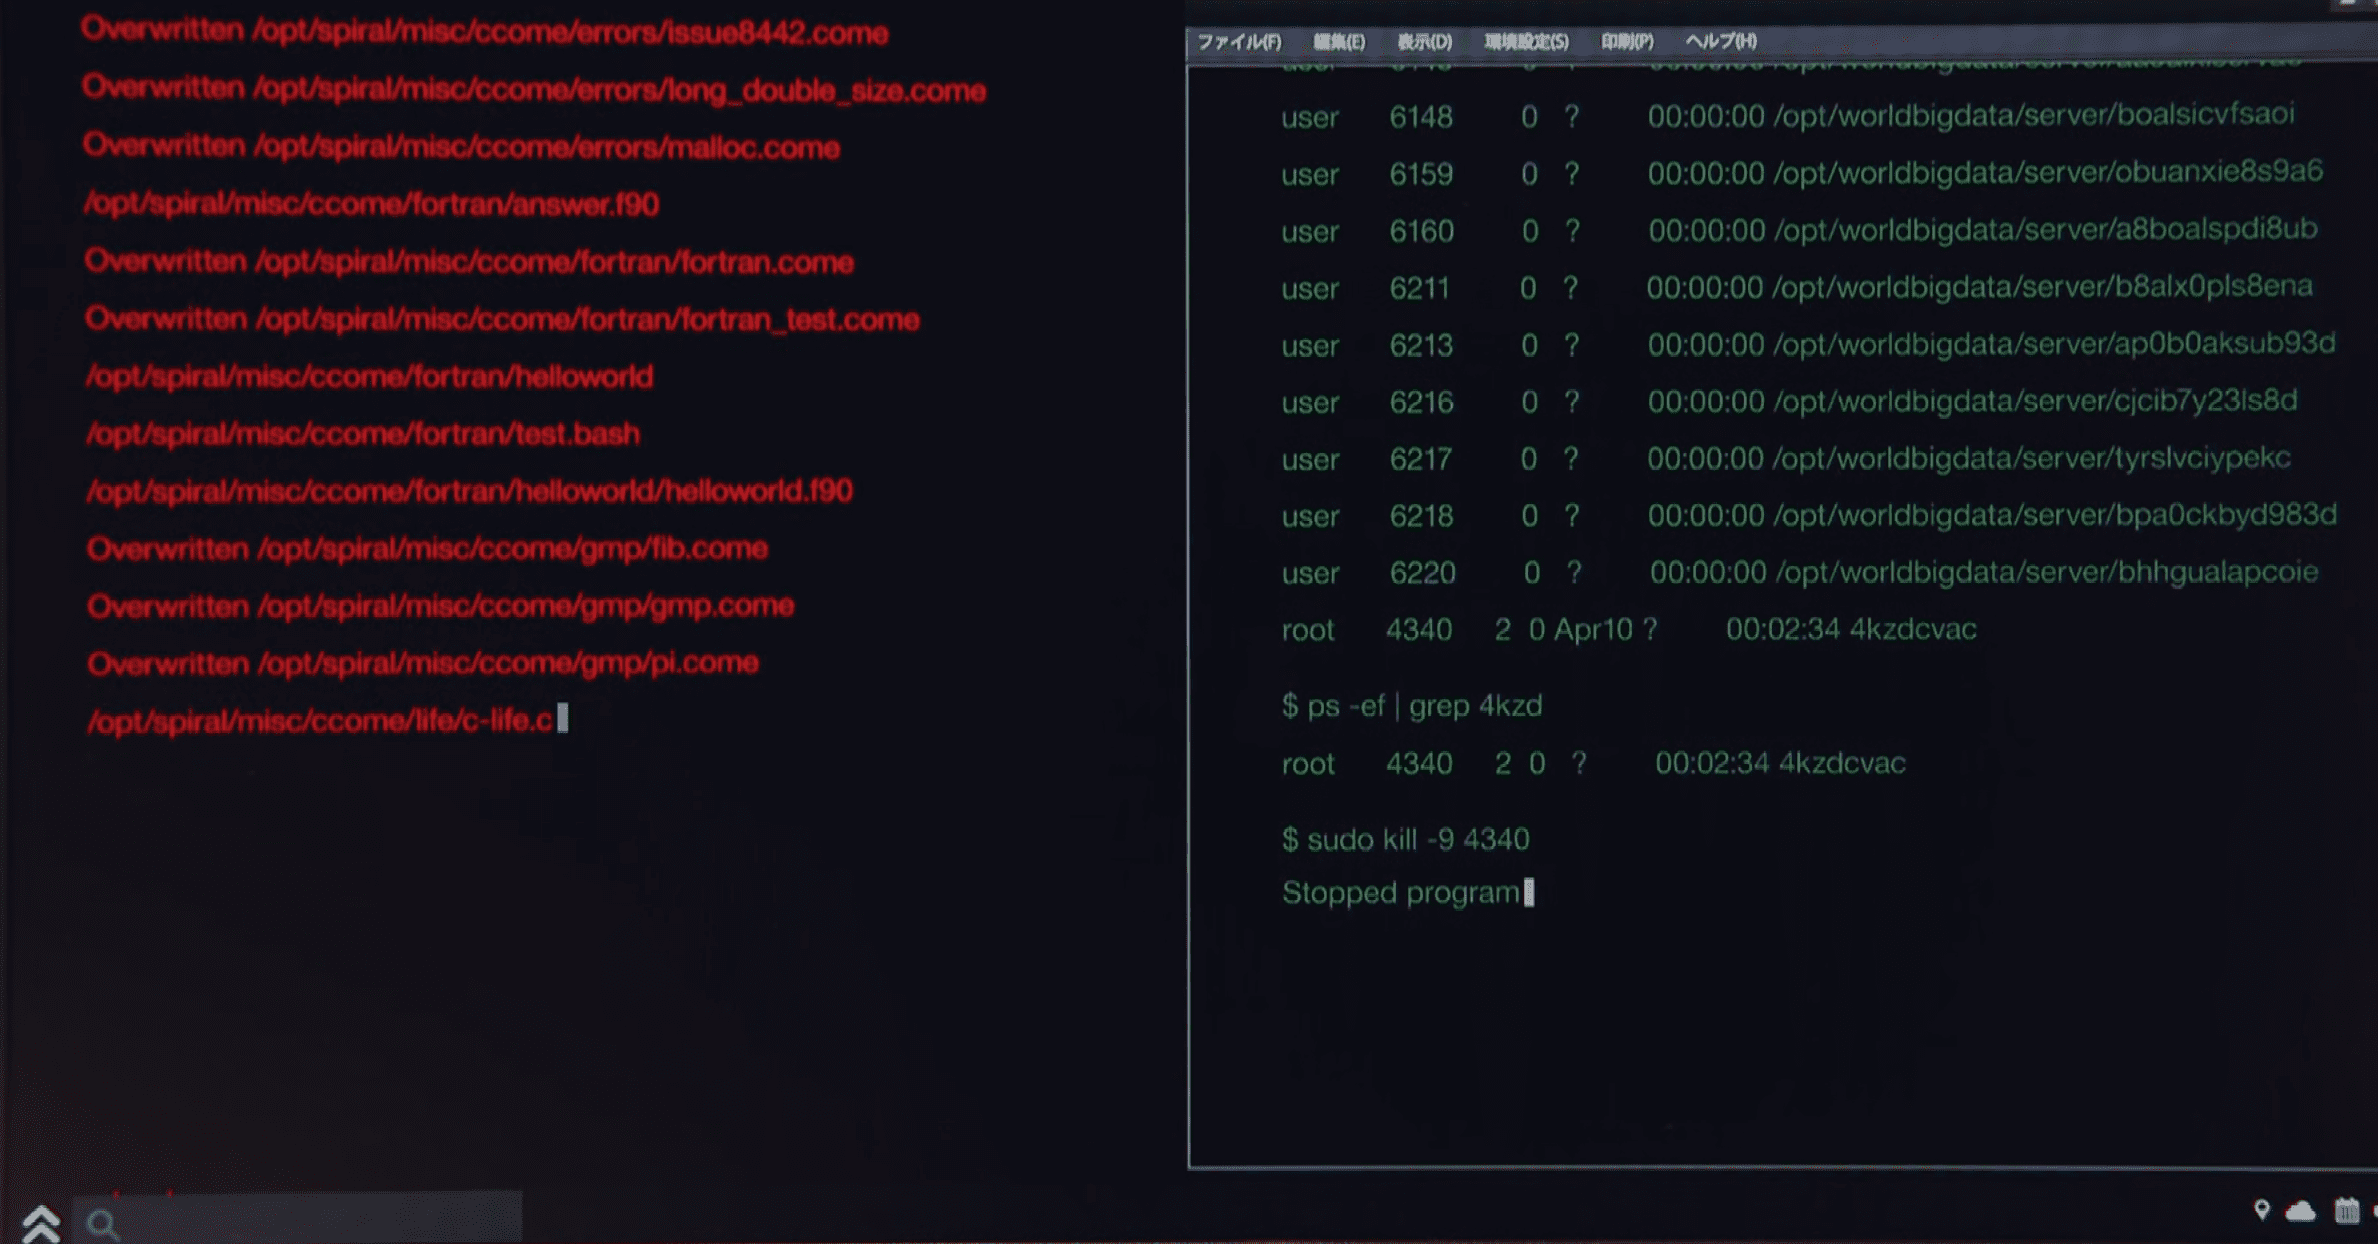 Overwritten /opt/spiral/misc/ccome/errors/issue8442.come
Overwritten /opt/spiral/misc/ccome/errors/long_double_size.come
Overwritten /opt/spiral/misc/ccome/errors/malloc.come
/opt/spiral/misc/ccome/fortran/answer.f90
Overwritten /opt/spiral/misc/ccome/fortran/fortran.come
Overwritten /opt/spiral/misc/ccome/fortran/fortran_test.come
/opt/spiral/misc/ccome/fortran/helloworld
/opt/spiral/misc/ccome/fortran/test.bash
/opt/spiral/misc/ccome/fortran/helloworld/helloworld.f90
Overwritten /opt/spiral/misc/ccome/gmp/fib.come
Overwritten /opt/spiral/misc/ccome/gmp/gmp.come
Overwritten /opt/spiral/misc/ccome/gmp/pi.come
/opt/spiral/misc/ccome/life/c-life.c
ファイル(F) 編集(E) 表示(D) 環境設定(S) 印刷(P) ヘルプ(H)
user 6148 0 ? 00:00:00 /opt/worldbigdata/server/boalsicvfsaoi
user 6159 0 ? 00:00:00 /opt/worldbigdata/server/obuanxie8s9a6
user 6160 0 ? 00:00:00 /opt/worldbigdata/server/a8boalspdi8ub
user 6211 0 ? 00:00:00 /opt/worldbigdata/server/b8alx0pls8ena
user 6213 0 ? 00:00:00 /opt/worldbigdata/server/ap0b0aksub93d
user 6216 0 ? 00:00:00 /opt/worldbigdata/server/cjcib7y23ls8d
user 6217 0 ? 00:00:00 /opt/worldbigdata/server/tyrslvciypekc
user 6218 0 ? 00:00:00 /opt/worldbigdata/server/bpa0ckbyd983d
user 6220 0 ? 00:00:00 /opt/worldbigdata/server/bhhgualapcoie
root 4340 2 0 Apr10 ? 00:02:34 4kzdcvac
$ ps -ef | grep 4kzd
root 4340 2 0 ? 00:02:34 4kzdcvac
$ sudo kill -9 4340
Stopped program